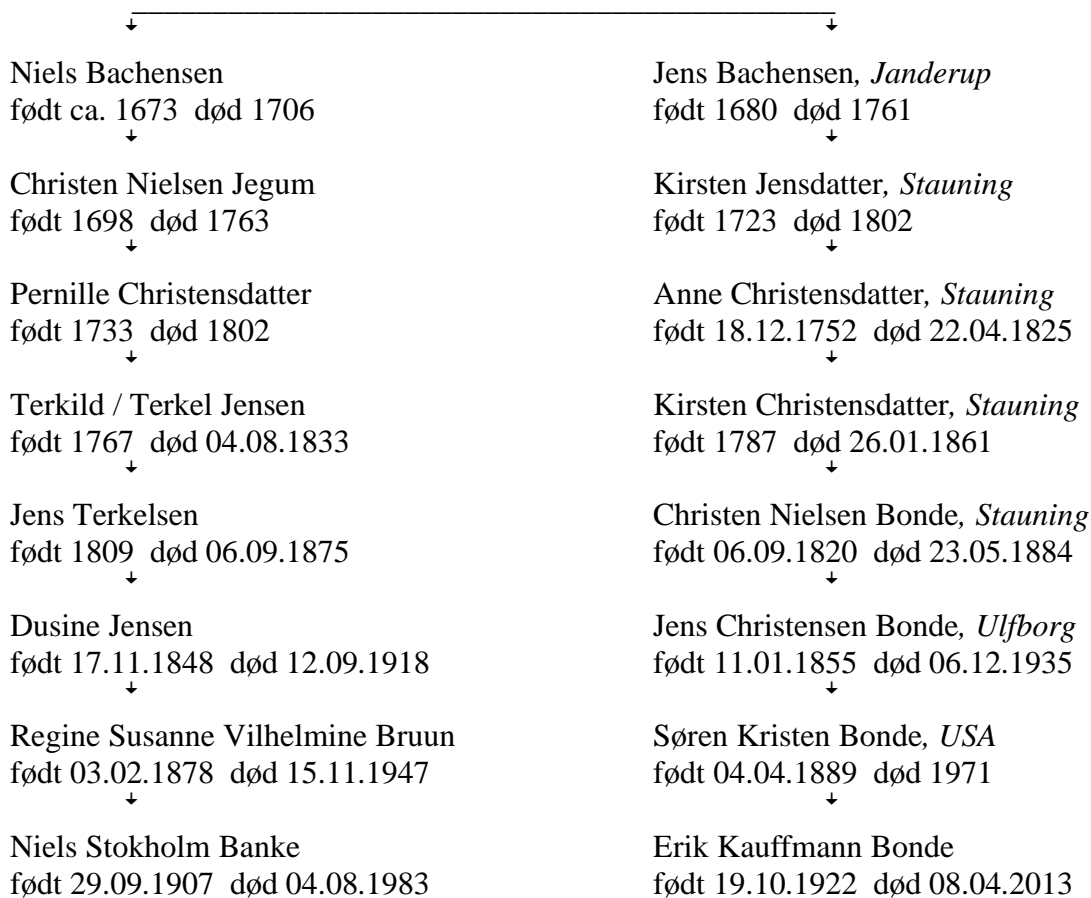 Niels Bachensen
født ca. 1673 død 1706
Christen Nielsen Jegum
født 1698 død 1763
Pernille Christensdatter
født 1733 død 1802
Terkild / Terkel Jensen
født 1767 død 04.08.1833
Jens Terkelsen
født 1809 død 06.09.1875
Dusine Jensen
født 17.11.1848 død 12.09.1918
Regine Susanne Vilhelmine Bruun
født 03.02.1878 død 15.11.1947
Niels Stokholm Banke
født 29.09.1907 død 04.08.1983
Jens Bachensen, Janderup
født 1680 død 1761
Kirsten Jensdatter, Stauning
født 1723 død 1802
Anne Christensdatter, Stauning
født 18.12.1752 død 22.04.1825
Kirsten Christensdatter, Stauning
født 1787 død 26.01.1861
Christen Nielsen Bonde, Stauning
født 06.09.1820 død 23.05.1884
Jens Christensen Bonde, Ulfborg
født 11.01.1855 død 06.12.1935
Søren Kristen Bonde, USA
født 04.04.1889 død 1971
Erik Kauffmann Bonde
født 19.10.1922 død 08.04.2013